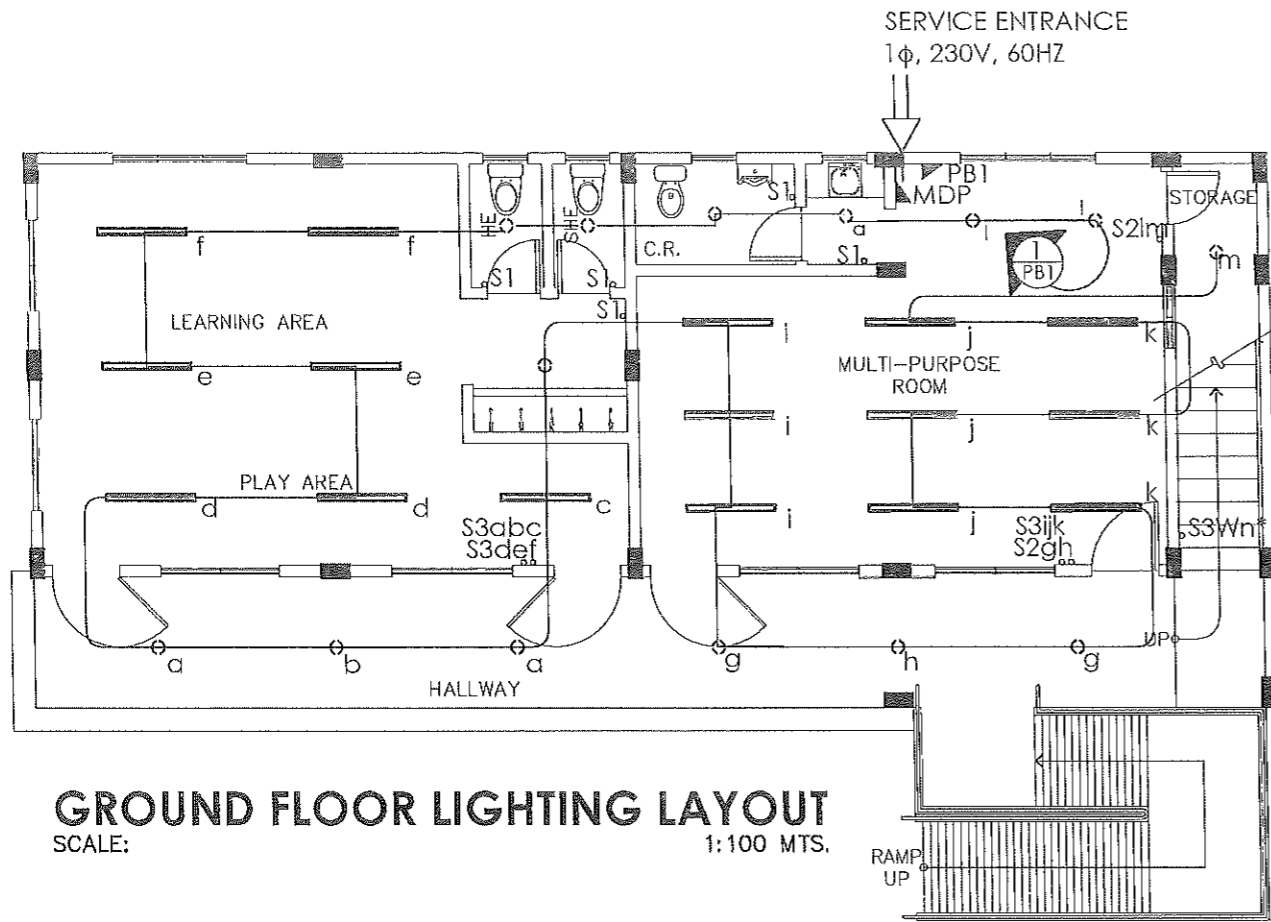 SERVICE ENTRANCE
1ϕ, 230V, 60HZ
PB1
MDP
S1
STORAGE
HE
SHE
f
f
C.R.
a
l
l
S2lm
S1
1
PB1
m
S1
S1
S1
LEARNING AREA
i
j
k
e
e
MULTI-PURPOSE
ROOM
i
j
k
PLAY AREA
d
d
c
i
j
k
S3abc
S3def
S3ijk
S2gh
S3Wn*
UP
a
b
a
g
h
g
HALLWAY
GROUND FLOOR LIGHTING LAYOUT
SCALE:
1:100 MTS.
RAMP
UP